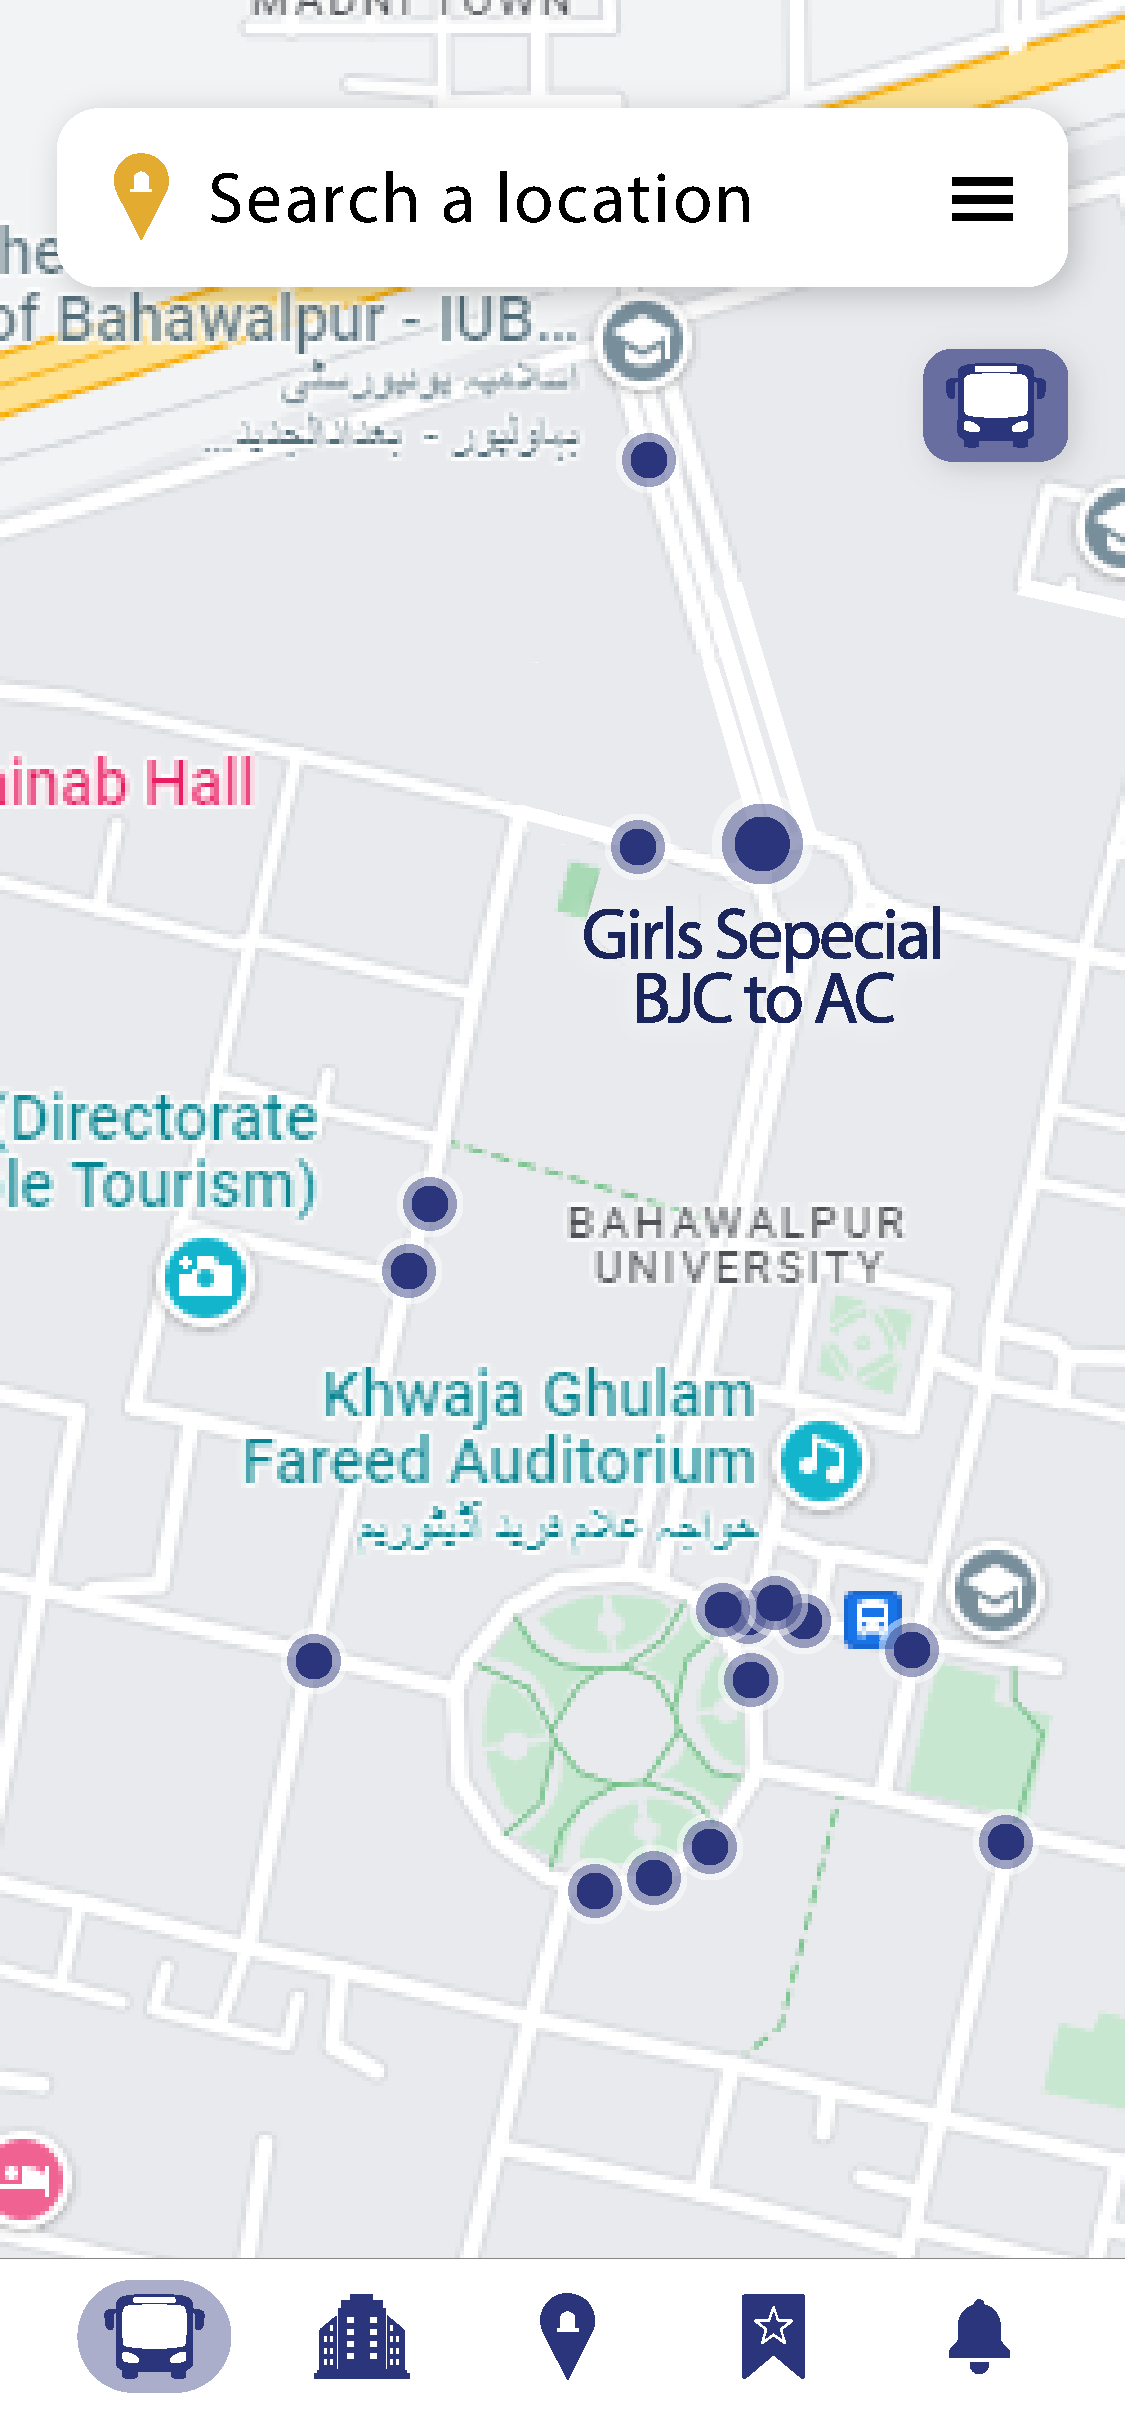 MADNI TOWN
Search a location
he
of Bahawalpur - IUB...
اسلامیہ یونیورسٹی
بہاولپور - بغدادالجدید...
ainab Hall
Girls Sepecial
BJC to AC
(Directorate
le Tourism)
BAHAWALPUR
UNIVERSITY
Khwaja Ghulam
Fareed Auditorium
خواجہ غلام فرید آڈیٹوریم